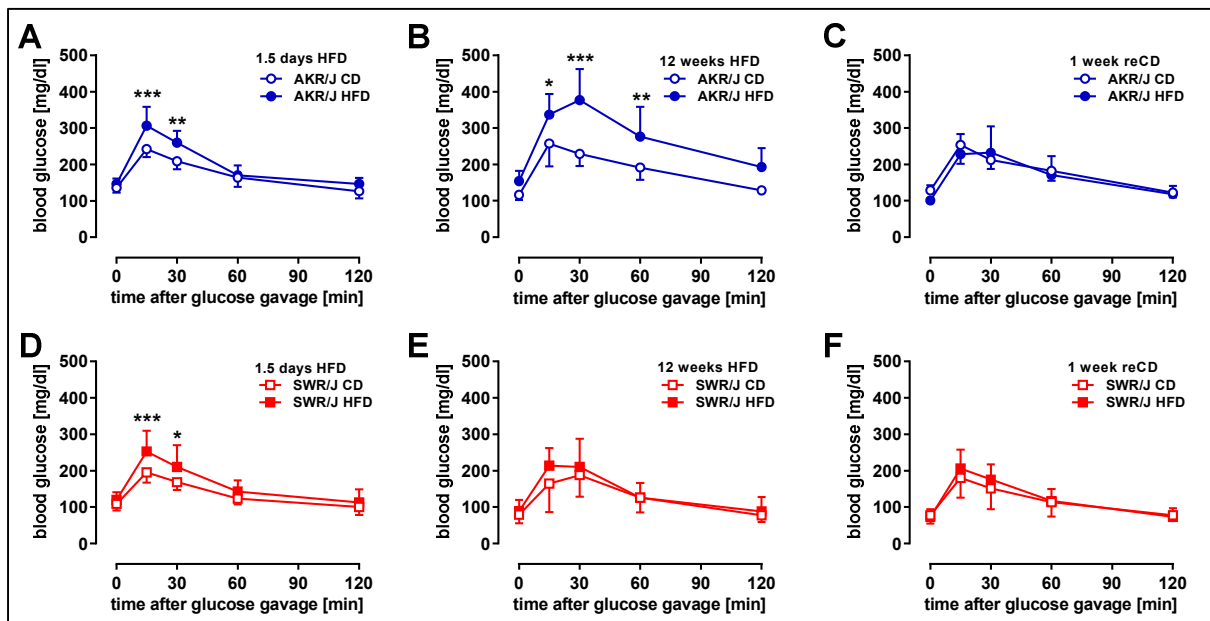 A
1.5 days HFD
AKR/J CD
AKR/J HFD
blood glucose [mg/dl]
500
400
300
200
100
0
***
**
0 30 60 90 120
time after glucose gavage [min]
B
12 weeks HFD
AKR/J CD
AKR/J HFD
blood glucose [mg/dl]
500
400
300
200
100
0
*
***
**
0 30 60 90 120
time after glucose gavage [min]
C
1 week reCD
AKR/J CD
AKR/J HFD
blood glucose [mg/dl]
500
400
300
200
100
0
0 30 60 90 120
time after glucose gavage [min]
D
1.5 days HFD
SWR/J CD
SWR/J HFD
blood glucose [mg/dl]
500
400
300
200
100
0
***
*
0 30 60 90 120
time after glucose gavage [min]
E
12 weeks HFD
SWR/J CD
SWR/J HFD
blood glucose [mg/dl]
500
400
300
200
100
0
0 30 60 90 120
time after glucose gavage [min]
F
1 week reCD
SWR/J CD
SWR/J HFD
blood glucose [mg/dl]
500
400
300
200
100
0
0 30 60 90 120
time after glucose gavage [min]